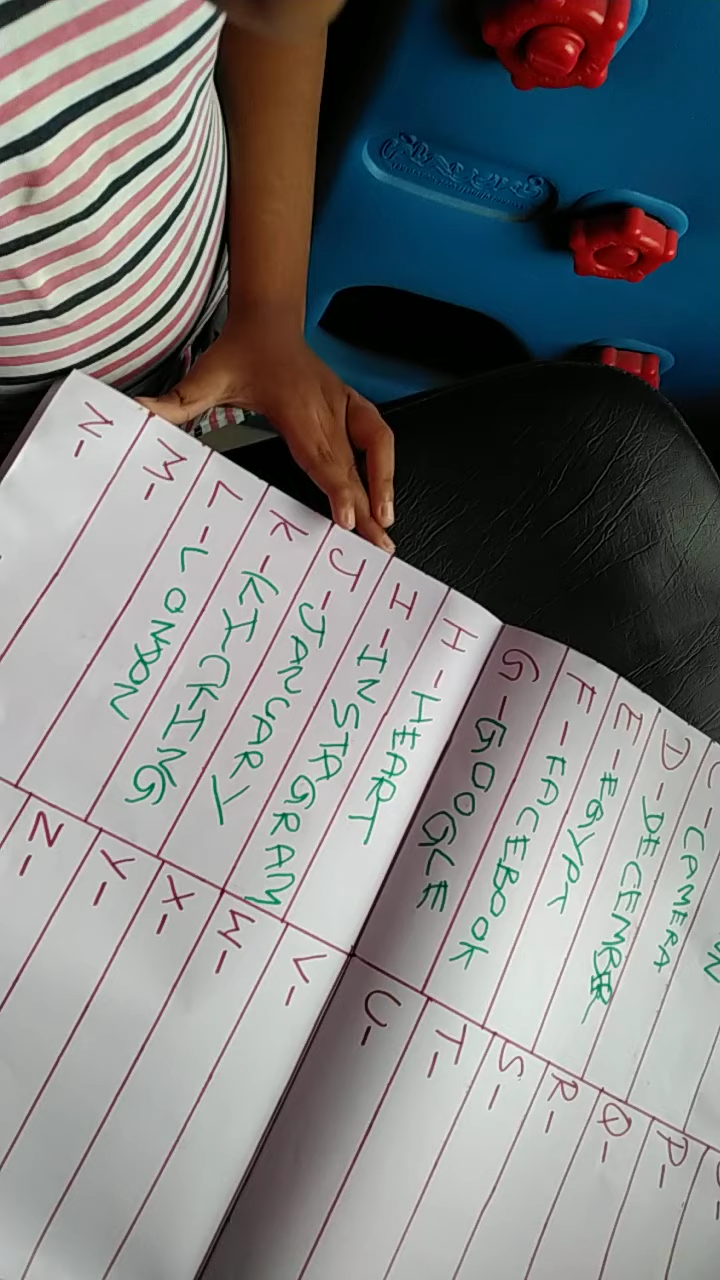 N
C - CAMERA
D - DECEMBER
E - EGYPT
F - FACEBOOK
G - GOOGLE
H - HEART
I - INSTAGRAM
J - JANUARY
K - KICKING
L - LONDON
M -
N -
P -
Q -
R -
S -
T -
U -
V -
W -
X -
Y -
Z -